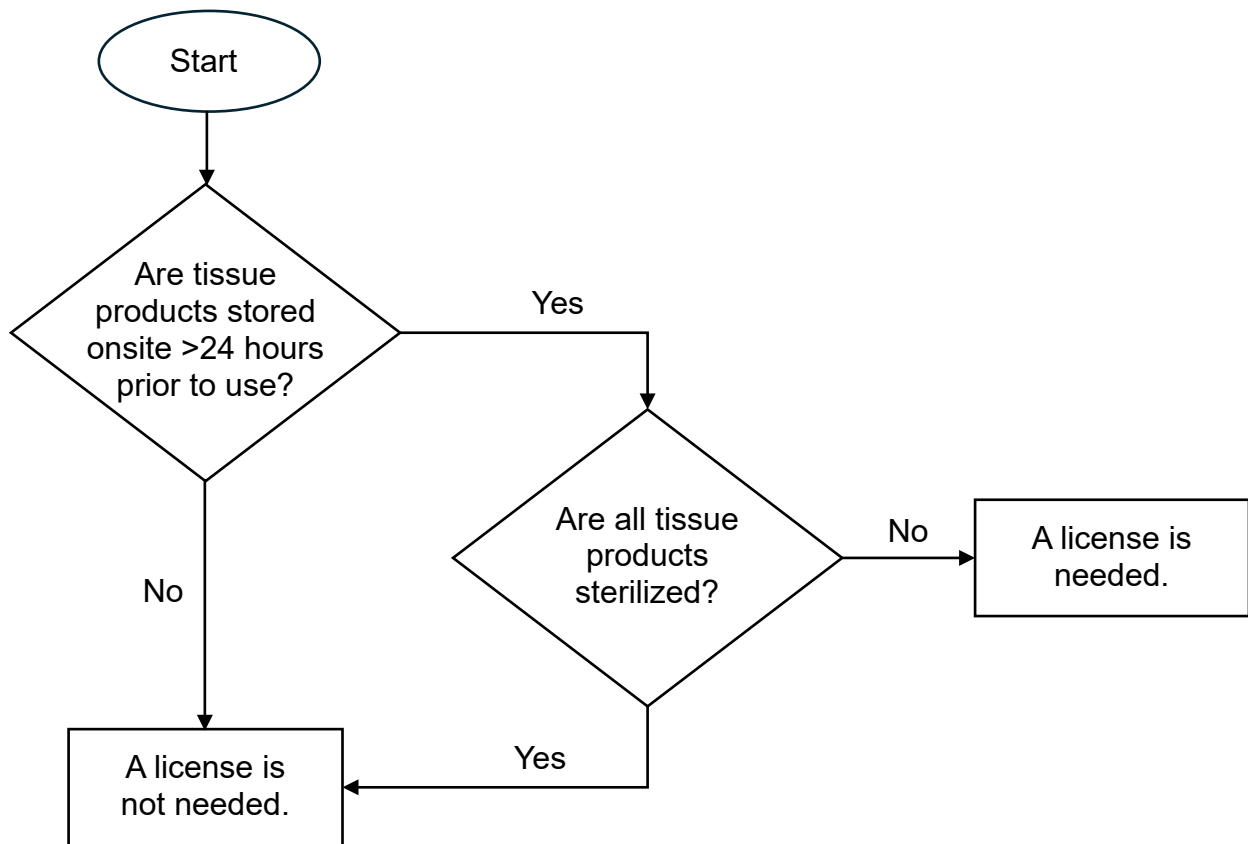 Start
Are tissue
products stored
onsite >24 hours
prior to use?
Yes
Are all tissue
products
sterilized?
No
A license is
needed.
No
Yes
A license is
not needed.